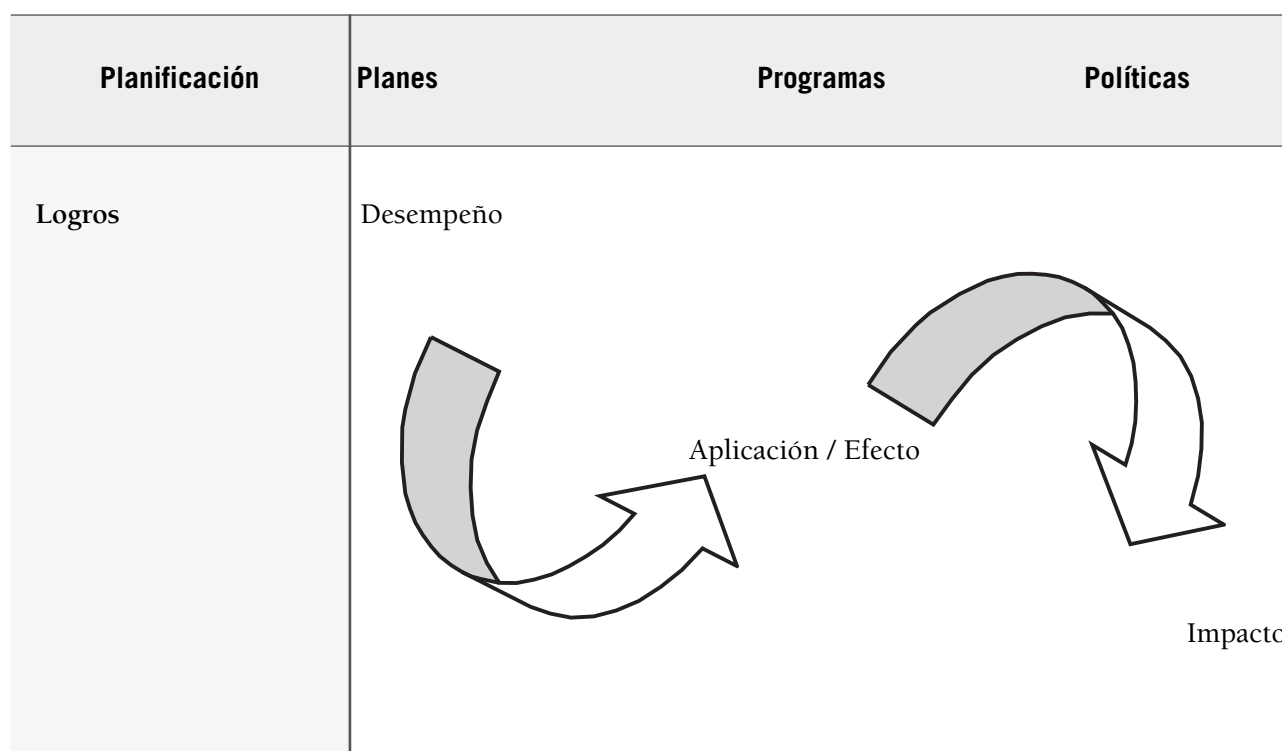 Planificación Planes Programas Políticas
Logros Desempeño
Aplicación / Efecto
Impacto